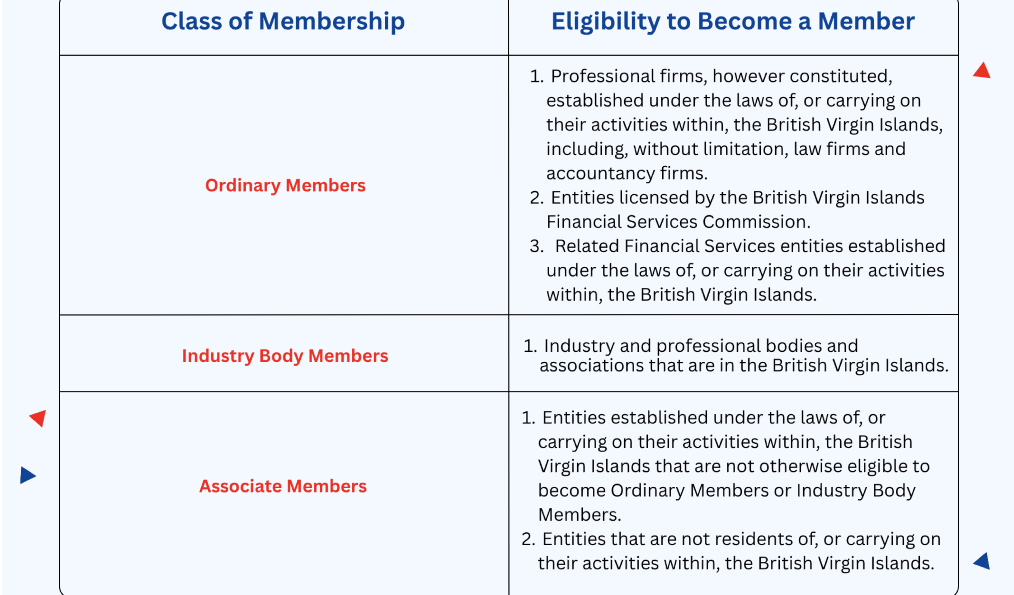 Class of Membership
Eligibility to Become a Member
Ordinary Members
1. Professional firms, however constituted,
established under the laws of, or carrying on
their activities within, the British Virgin Islands,
including, without limitation, law firms and
accountancy firms.
2. Entities licensed by the British Virgin Islands
Financial Services Commission.
3. Related Financial Services entities established
under the laws of, or carrying on their activities
within, the British Virgin Islands.
Industry Body Members
1. Industry and professional bodies and
associations that are in the British Virgin Islands.
Associate Members
1. Entities established under the laws of, or
carrying on their activities within, the British
Virgin Islands that are not otherwise eligible to
become Ordinary Members or Industry Body
Members.
2. Entities that are not residents of, or carrying on
their activities within, the British Virgin Islands.